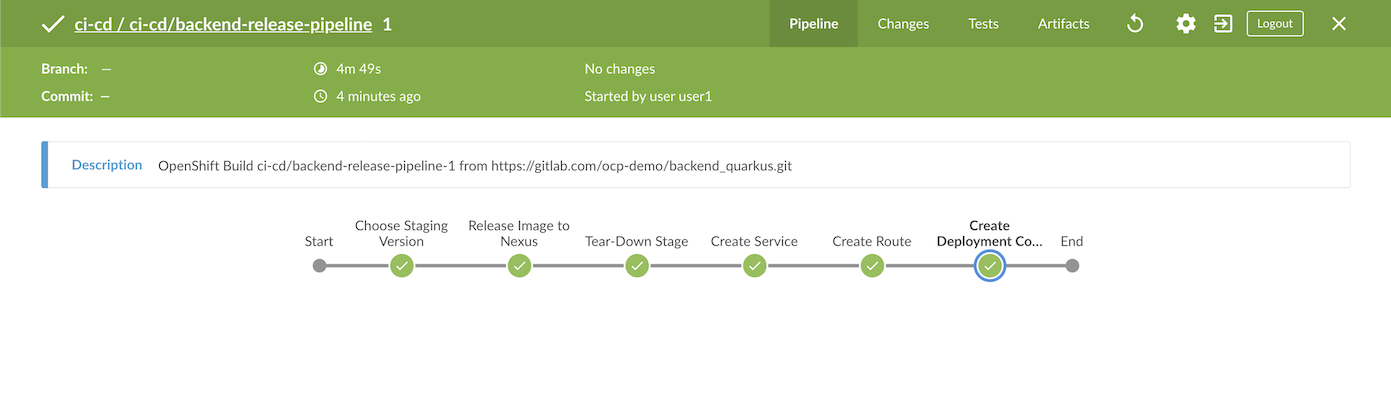 ci-cd / ci-cd/backend-release-pipeline 1
Pipeline Changes Tests Artifacts Logout
Branch: — 4m 49s No changes
Commit: — 4 minutes ago Started by user user1
Description OpenShift Build ci-cd/backend-release-pipeline-1 from https://gitlab.com/ocp-demo/backend_quarkus.git
Start
Choose Staging
Version
Release Image to
Nexus
Tear-Down Stage
Create Service
Create Route
Create
Deployment Co...
End